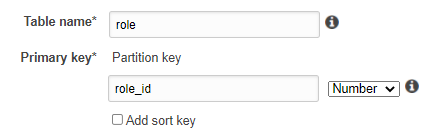 Table name* role
Primary key* Partition key
role_id Number
Add sort key